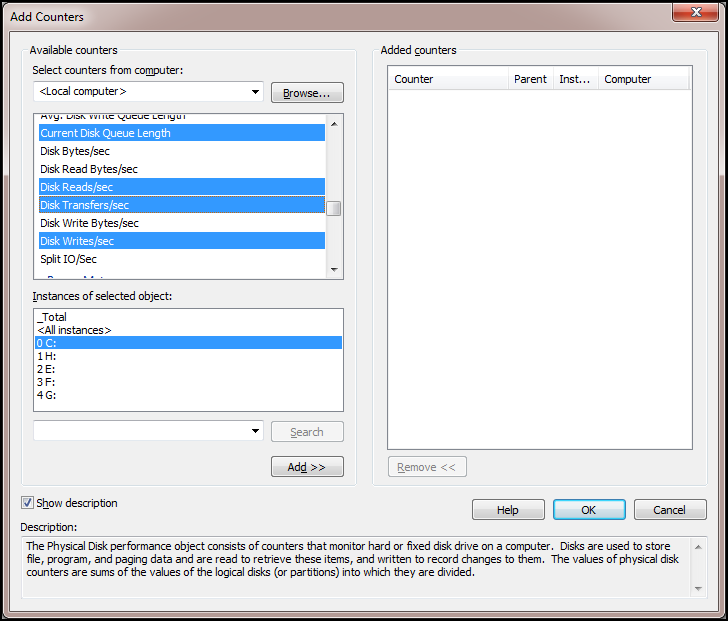 Add Counters
Available counters
Select counters from computer:
<Local computer>
Browse...
Avg. Disk Write Queue Length
Current Disk Queue Length
Disk Bytes/sec
Disk Read Bytes/sec
Disk Reads/sec
Disk Transfers/sec
Disk Write Bytes/sec
Disk Writes/sec
Split IO/Sec
Instances of selected object:
_Total
<All instances>
0 C:
1 H:
2 E:
3 F:
4 G:
Search
Add >>
Added counters
Counter Parent Inst... Computer
Remove <<
Show description
Help OK Cancel
Description:
The Physical Disk performance object consists of counters that monitor hard or fixed disk drive on a computer. Disks are used to store
file, program, and paging data and are read to retrieve these items, and written to record changes to them. The values of physical disk
counters are sums of the values of the logical disks (or partitions) into which they are divided.